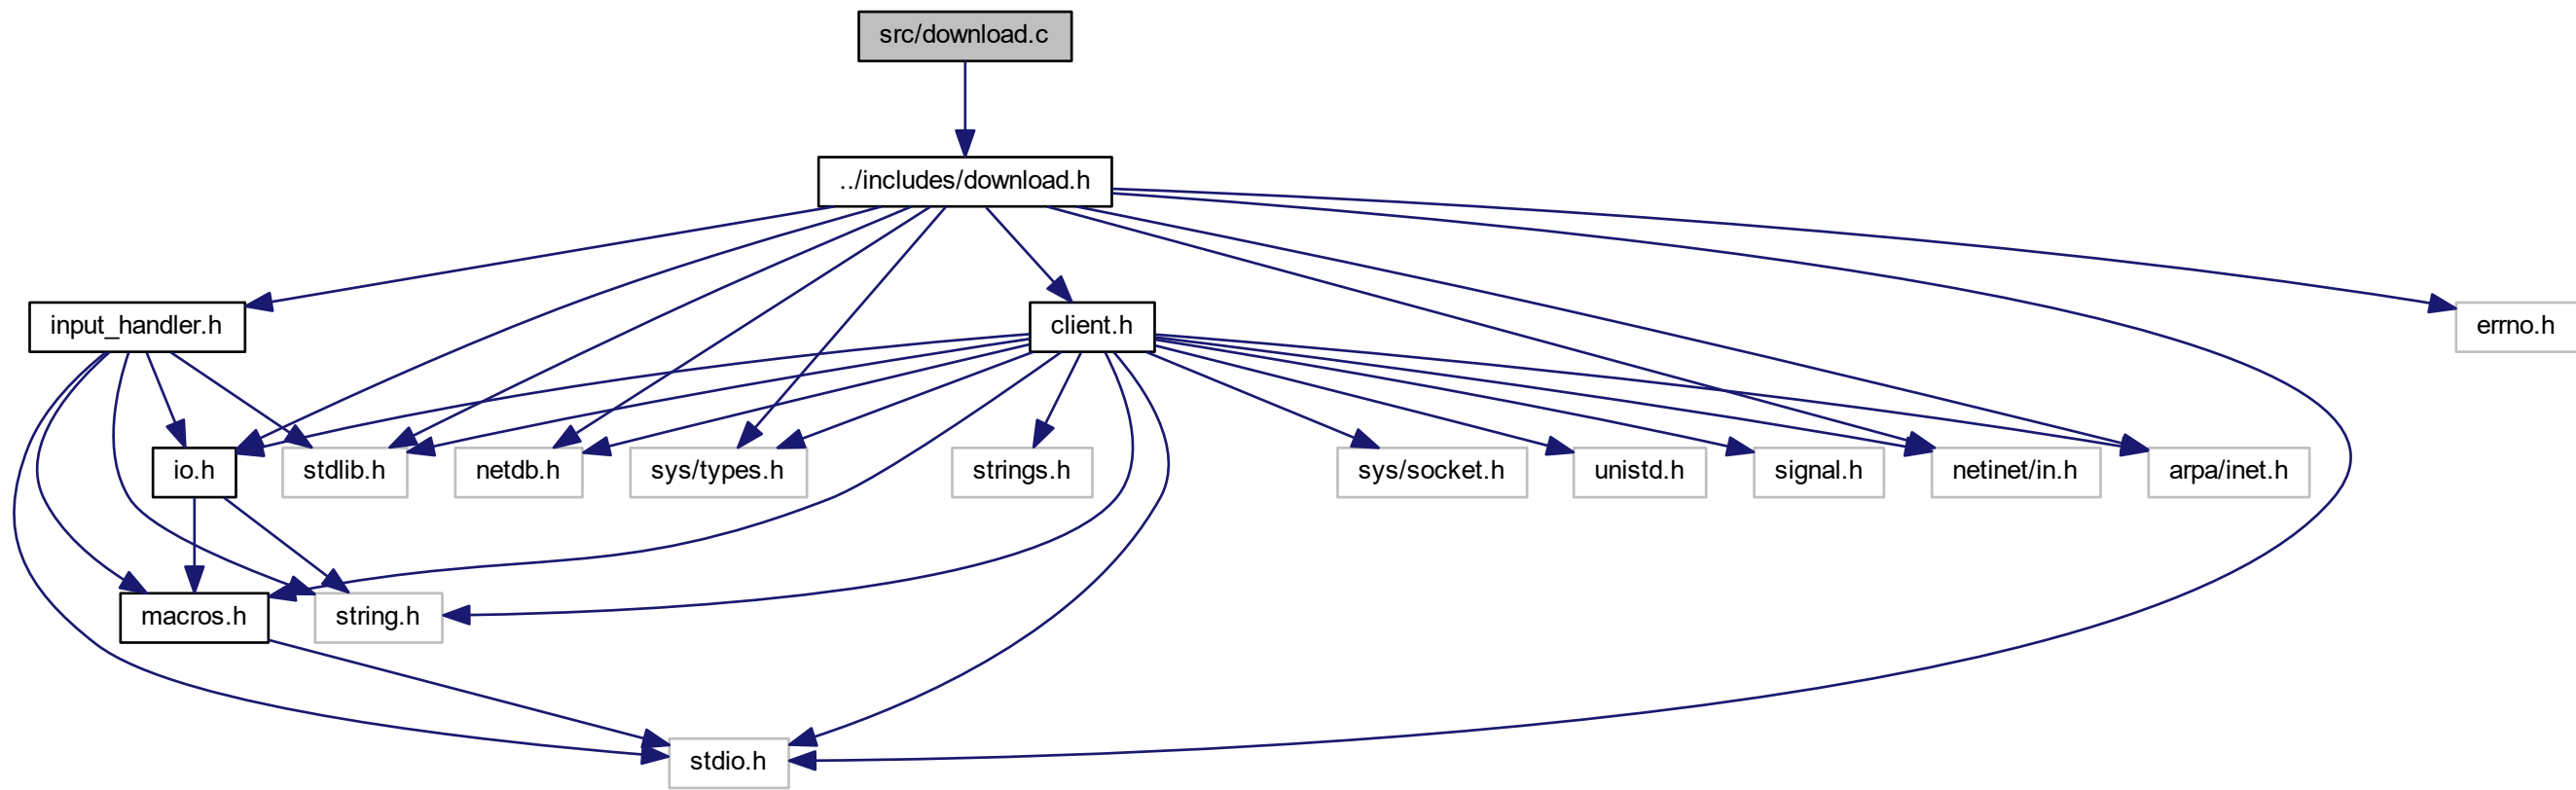 src/download.c
../includes/download.h
input_handler.h
client.h
errno.h
io.h
stdlib.h
netdb.h
sys/types.h
strings.h
sys/socket.h
unistd.h
signal.h
netinet/in.h
arpa/inet.h
macros.h
string.h
stdio.h